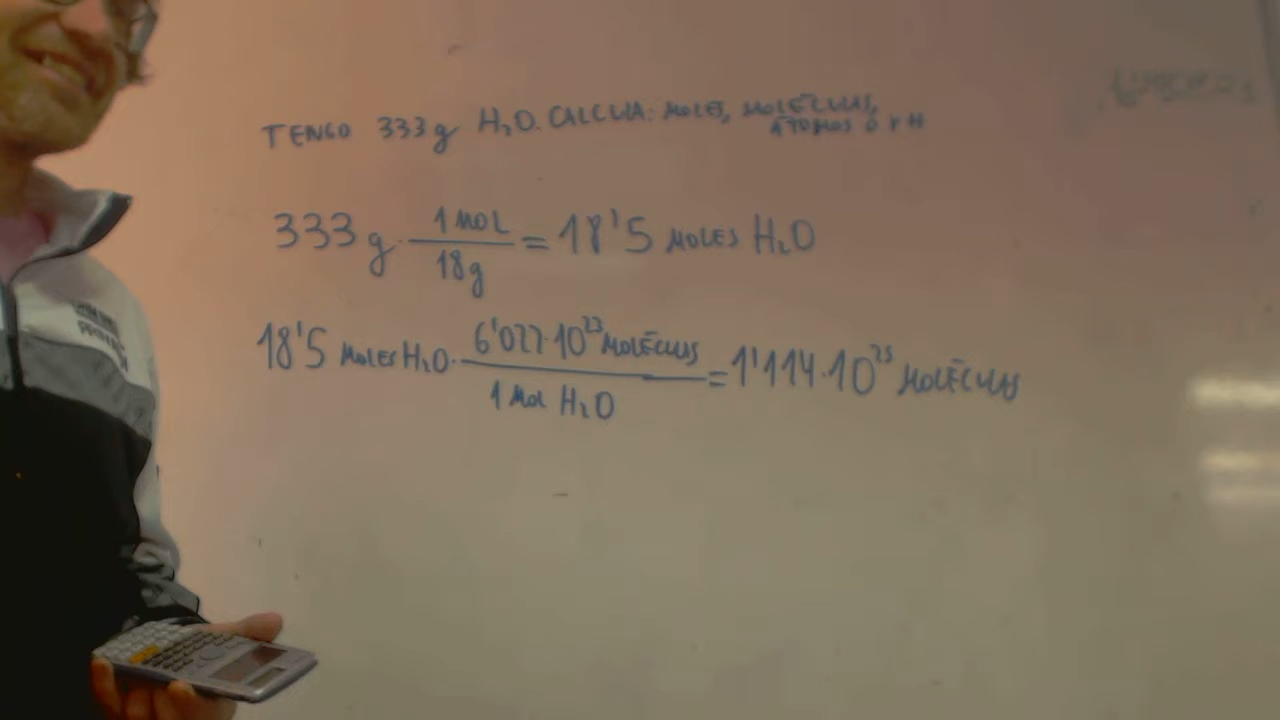 TENGO 333 g H₂O. CALCULA: MOLES, MOLÉCULAS,
ÁTOMOS O Y H
333 g · 1 MOL / 18 g = 18'5 MOLES H₂O
18'5 MOLES H₂O · 6'022·10²³ MOLÉCULAS / 1 MOL H₂O = 1'114·10²⁵ MOLÉCULAS